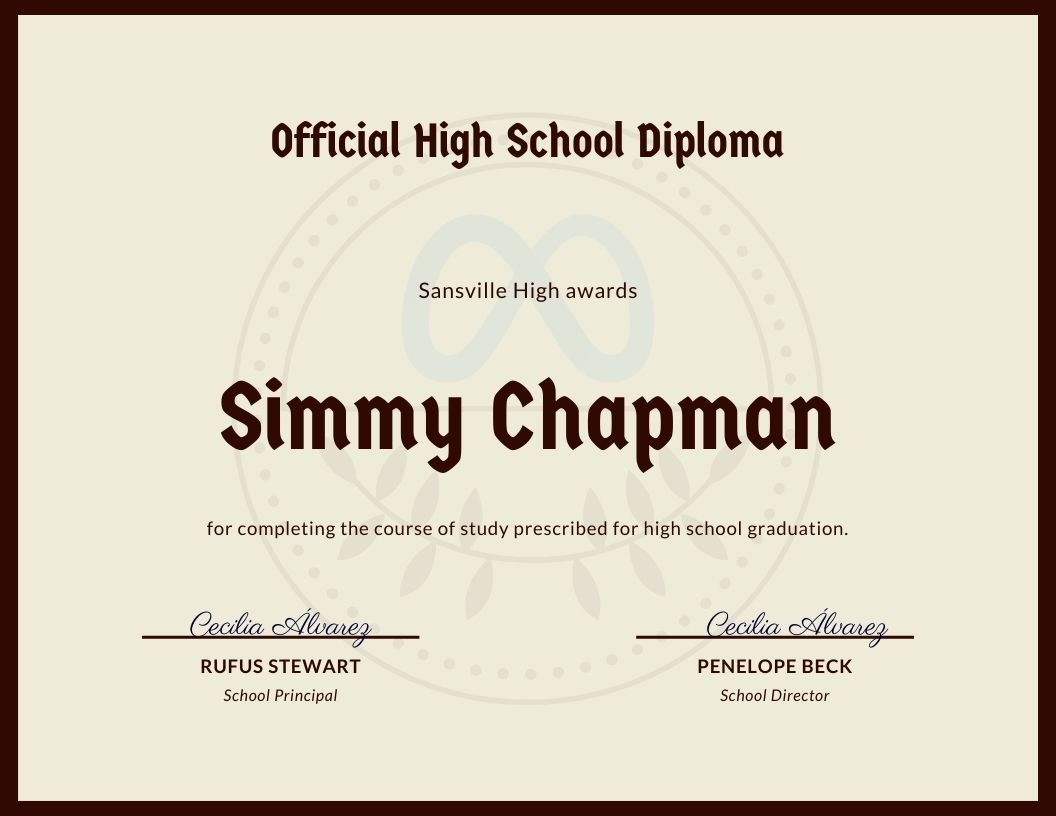 Official High School Diploma
Sansville High awards
Simmy Chapman
for completing the course of study prescribed for high school graduation.
Cecilia Álvarez
RUFUS STEWART
School Principal
Cecilia Álvarez
PENELOPE BECK
School Director